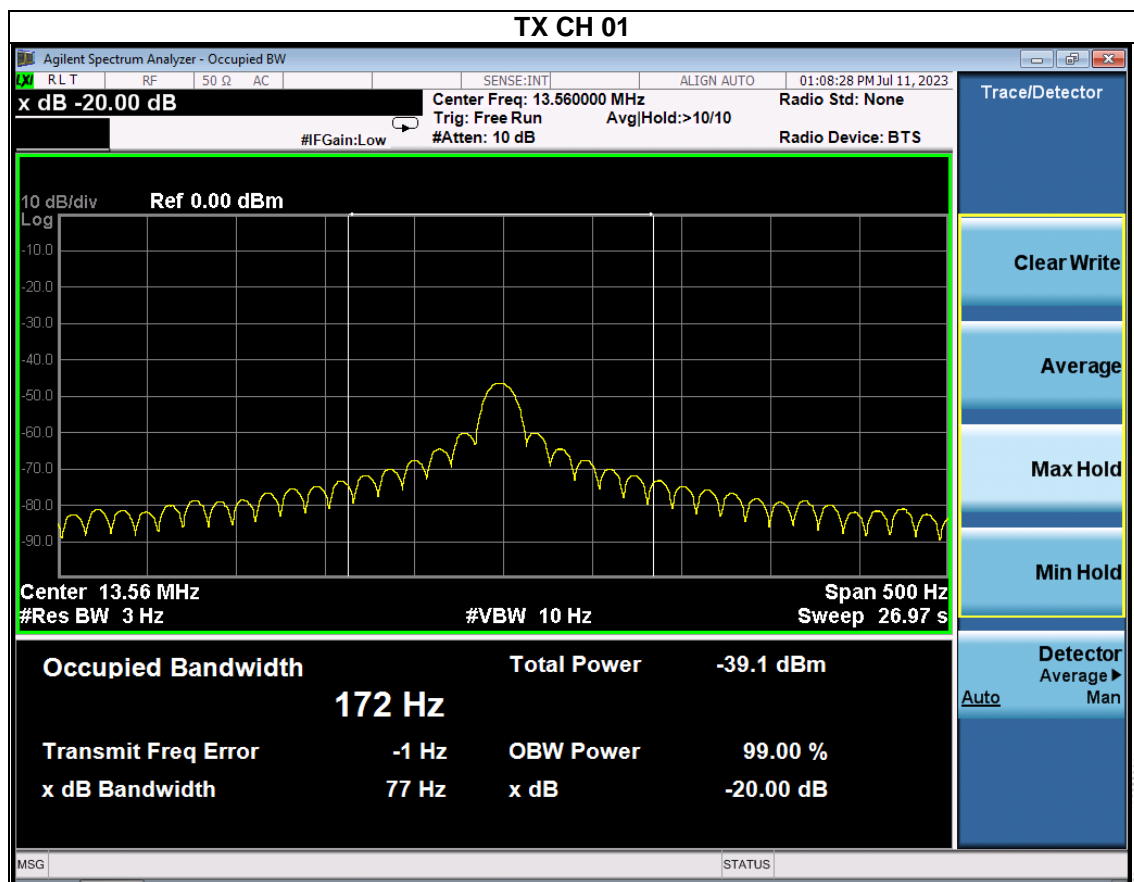 TX CH 01
Agilent Spectrum Analyzer - Occupied BW
LXI RLT RF 50 Ω AC SENSE:INT ALIGN AUTO 01:08:28 PM Jul 11, 2023
x dB -20.00 dB
Center Freq: 13.560000 MHz
Radio Std: None
Trig: Free Run Avg|Hold:>10/10
#IFGain:Low
#Atten: 10 dB
Radio Device: BTS
10 dB/div Ref 0.00 dBm
Log
-10.0
-20.0
-30.0
-40.0
-50.0
-60.0
-70.0
-80.0
-90.0
Center 13.56 MHz Span 500 Hz
#Res BW 3 Hz #VBW 10 Hz Sweep 26.97 s
Occupied Bandwidth Total Power -39.1 dBm
172 Hz
Transmit Freq Error -1 Hz OBW Power 99.00 %
x dB Bandwidth 77 Hz x dB -20.00 dB
MSG STATUS
Trace/Detector
Clear Write
Average
Max Hold
Min Hold
Detector
Average▶
Auto Man